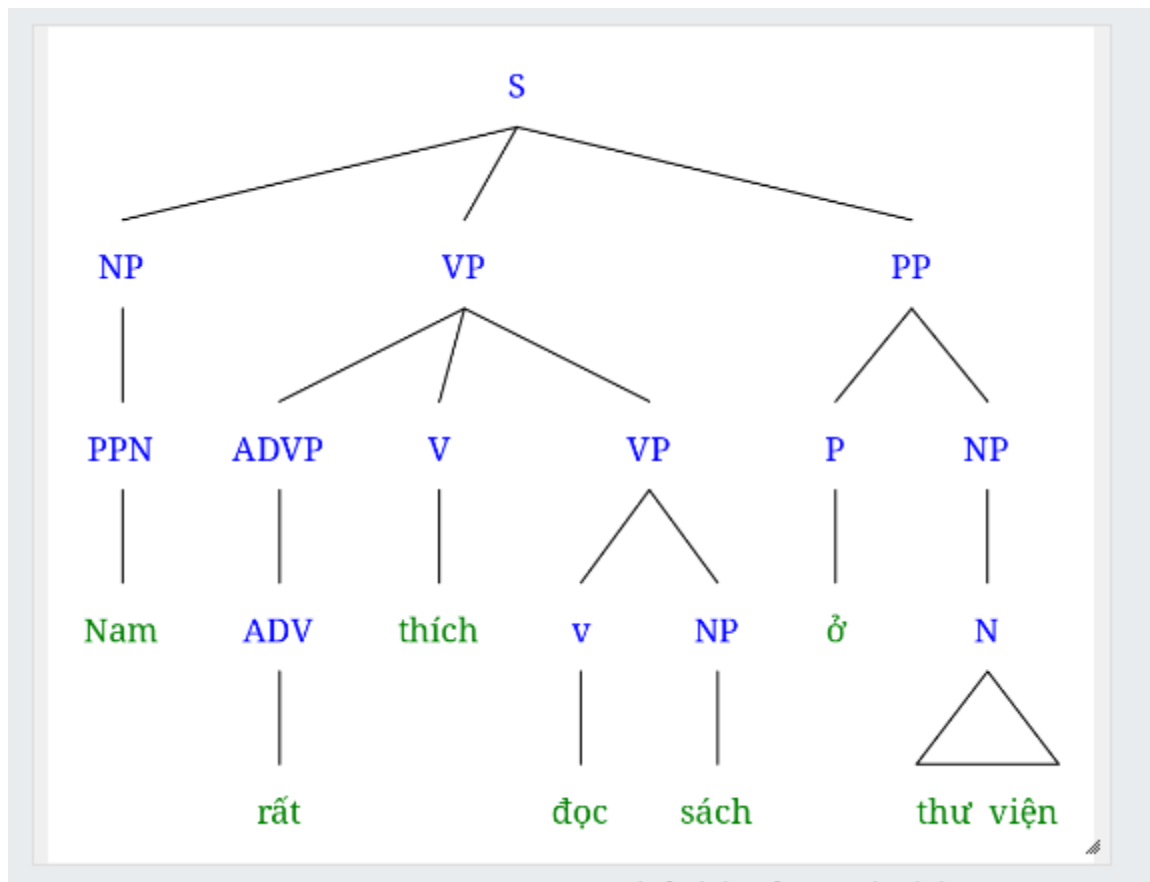 S
NP VP PP
PPN ADVP V VP P NP
Nam ADV thích v NP ở N
rất đọc sách thư viện